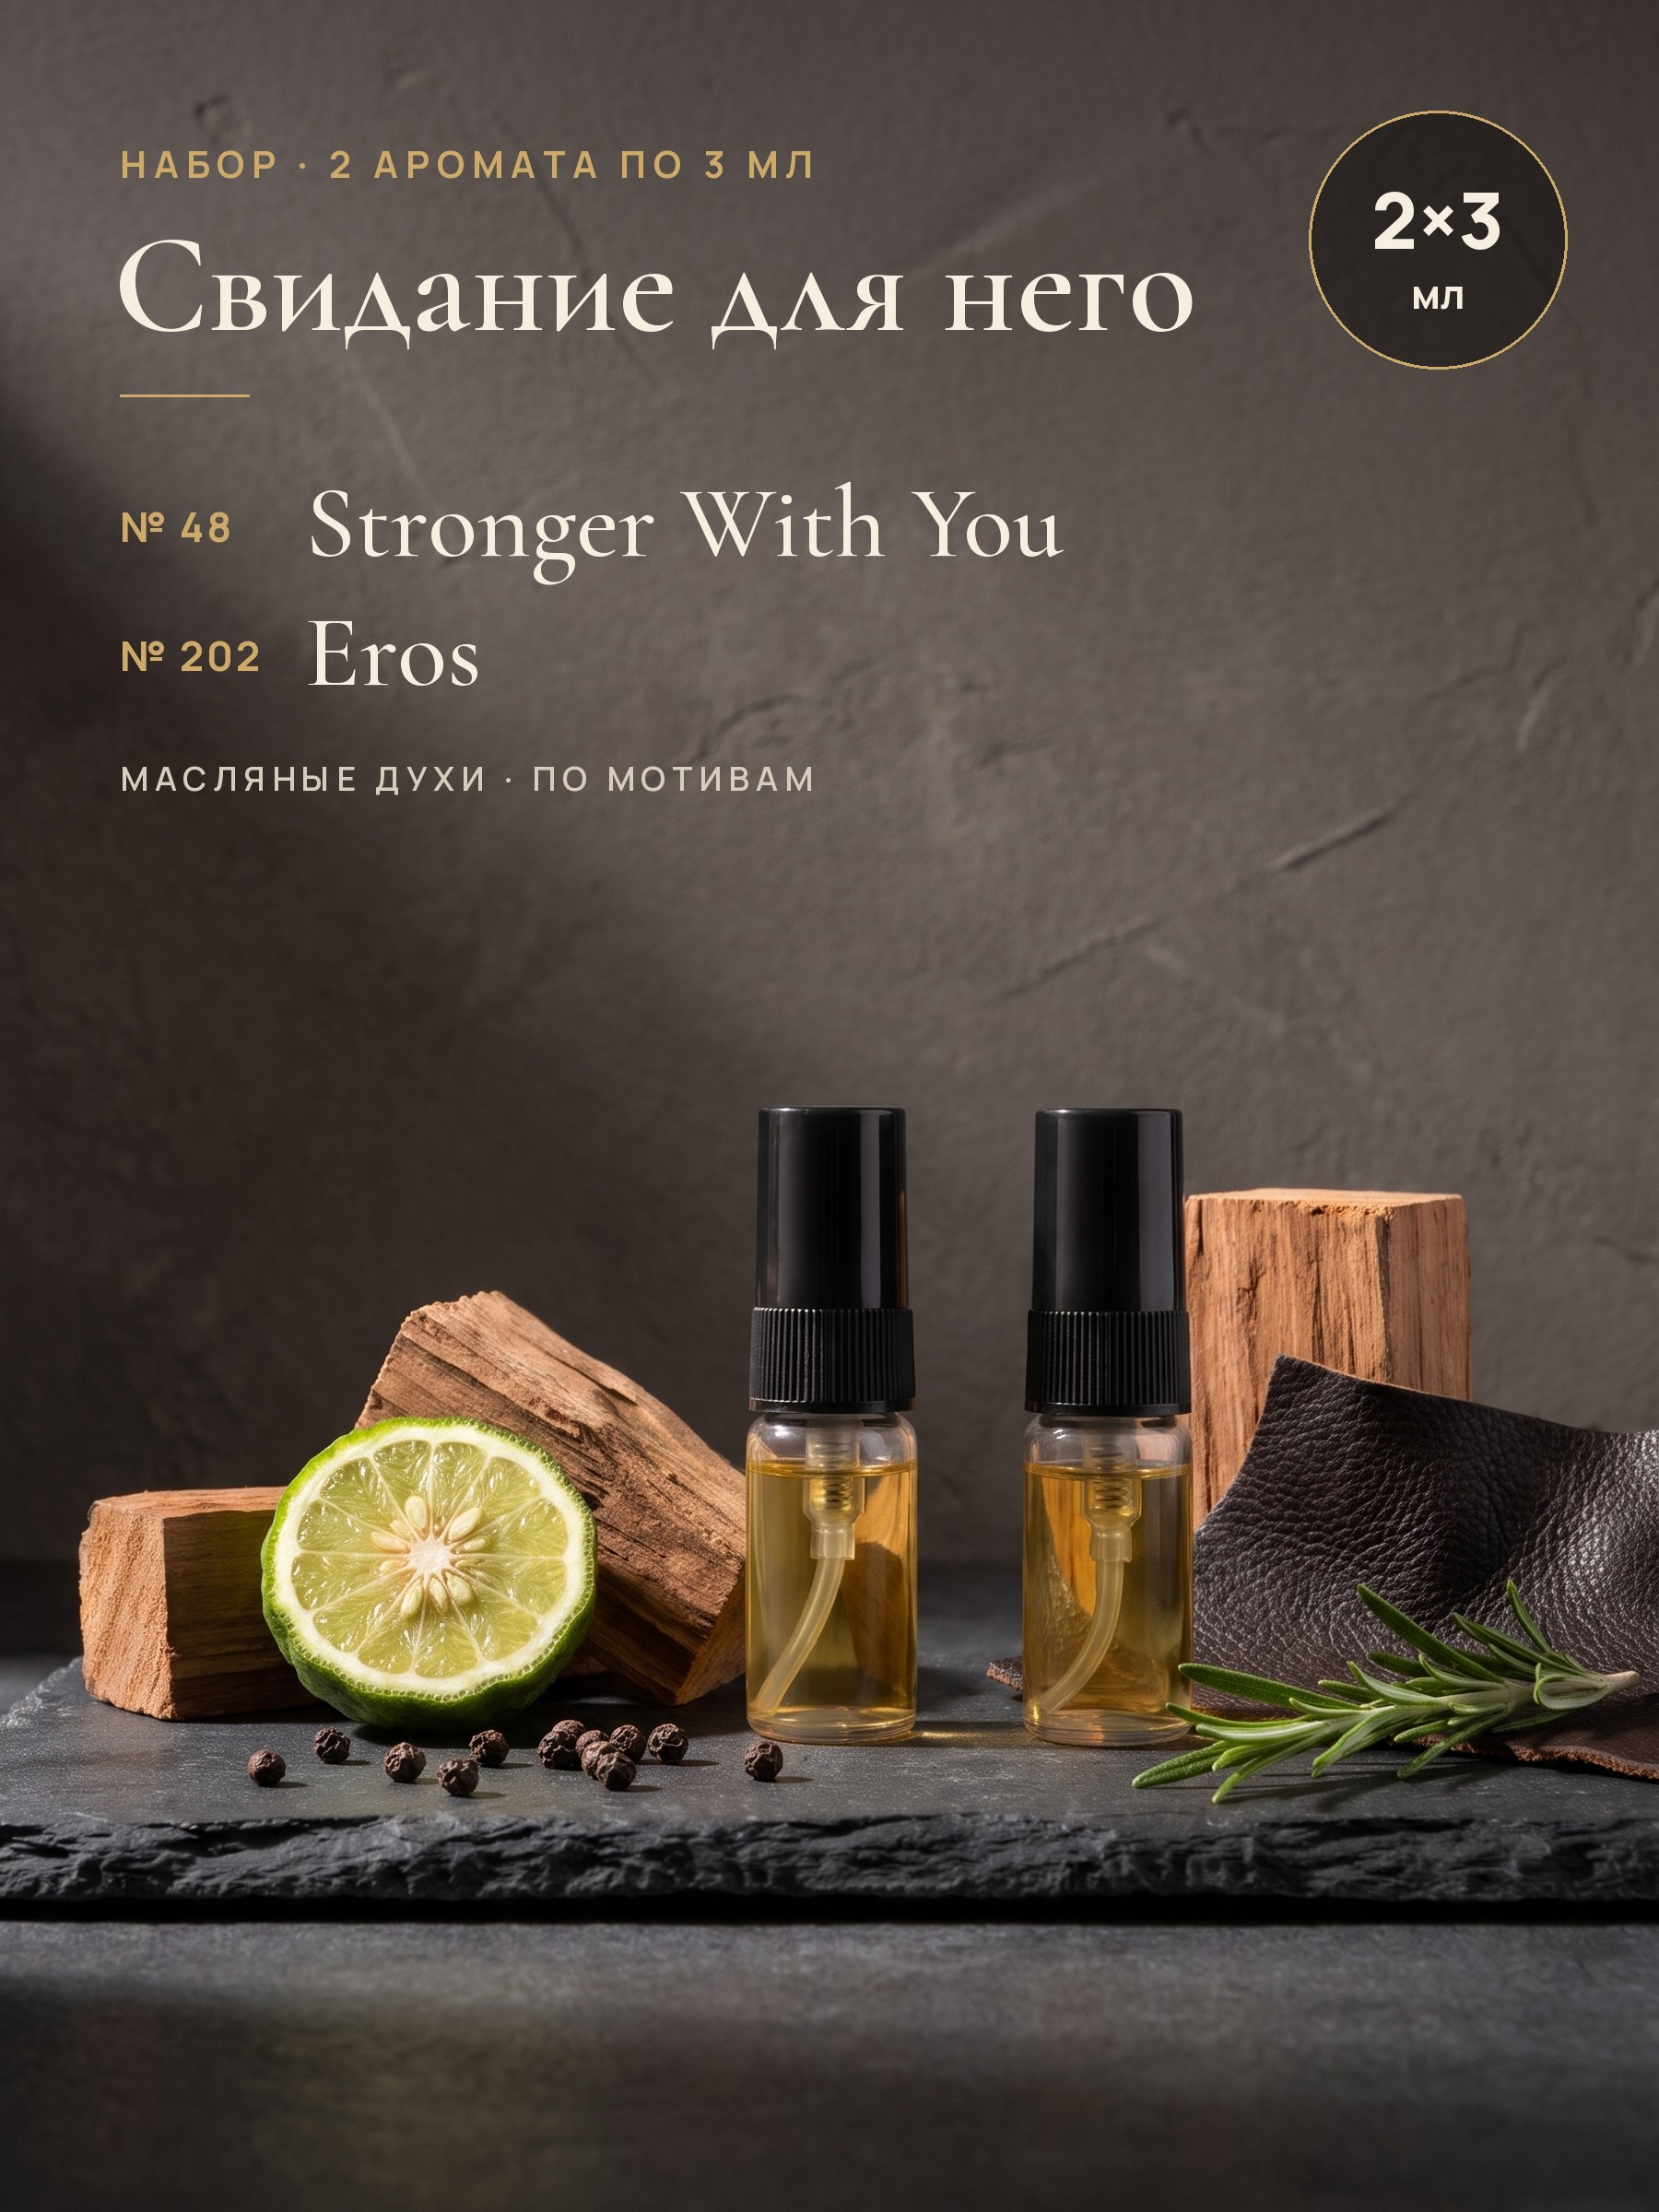 НАБОР · 2 АРОМАТА ПО 3 МЛ
Свидание для него
2×3
мл
№ 48 Stronger With You
№ 202 Eros
МАСЛЯНЫЕ ДУХИ · ПО МОТИВАМ